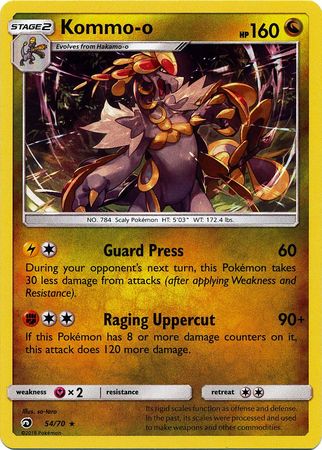 STAGE2 Kommo-o HP 160
Evolves from Hakamo-o
NO. 784 Scaly Pokémon HT: 5'03" WT: 172.4 lbs.
Guard Press 60
During your opponent's next turn, this Pokémon takes
30 less damage from attacks (after applying Weakness and
Resistance).
Raging Uppercut 90+
If this Pokémon has 8 or more damage counters on it,
this attack does 120 more damage.
weakness ×2 resistance retreat
Illus. so-taro
54/70 ★
©2018 Pokémon
Its rigid scales function as offense and defense.
In the past, its scales were processed and used
to make weapons and other commodities.